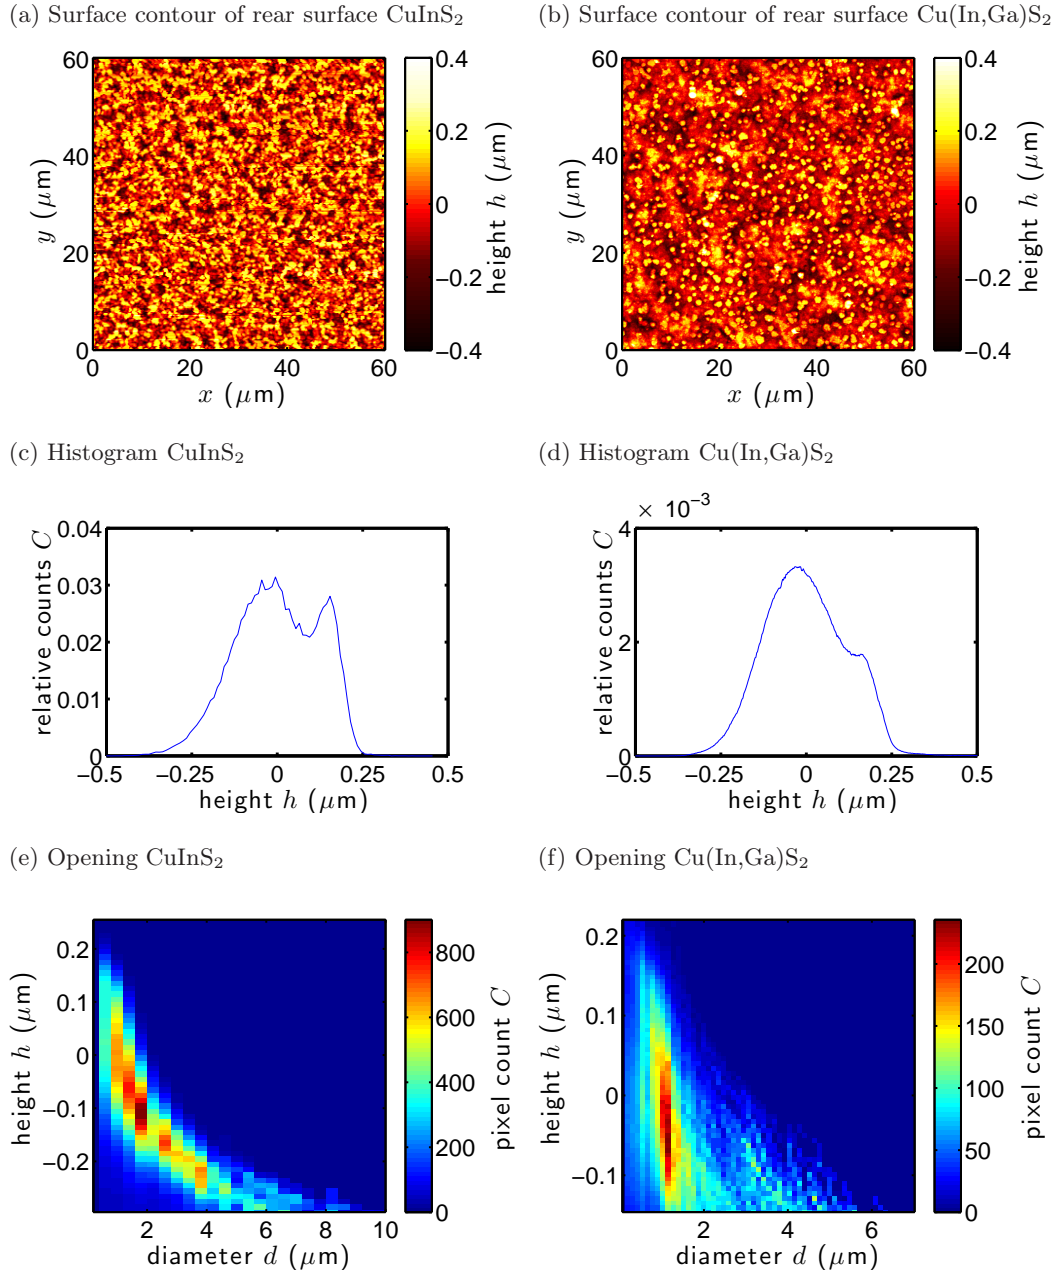 (a) Surface contour of rear surface CuInS₂
(b) Surface contour of rear surface Cu(In,Ga)S₂
60
40
20
0
y (μm)
0 20 40 60
x (μm)
0.4
0.2
0
−0.2
−0.4
height h (μm)
60
40
20
0
y (μm)
0 20 40 60
x (μm)
0.4
0.2
0
−0.2
−0.4
height h (μm)
(c) Histogram CuInS₂
(d) Histogram Cu(In,Ga)S₂
0.04
0.03
0.02
0.01
0
relative counts C
−0.5 −0.25 0 0.25 0.5
height h (μm)
× 10⁻³
4
2
0
relative counts C
−0.5 −0.25 0 0.25 0.5
height h (μm)
(e) Opening CuInS₂
(f) Opening Cu(In,Ga)S₂
0.2
0.1
0
−0.1
−0.2
height h (μm)
2 4 6 8 10
diameter d (μm)
800
600
400
200
0
pixel count C
0.2
0.1
0
−0.1
height h (μm)
2 4 6
diameter d (μm)
200
150
100
50
0
pixel count C